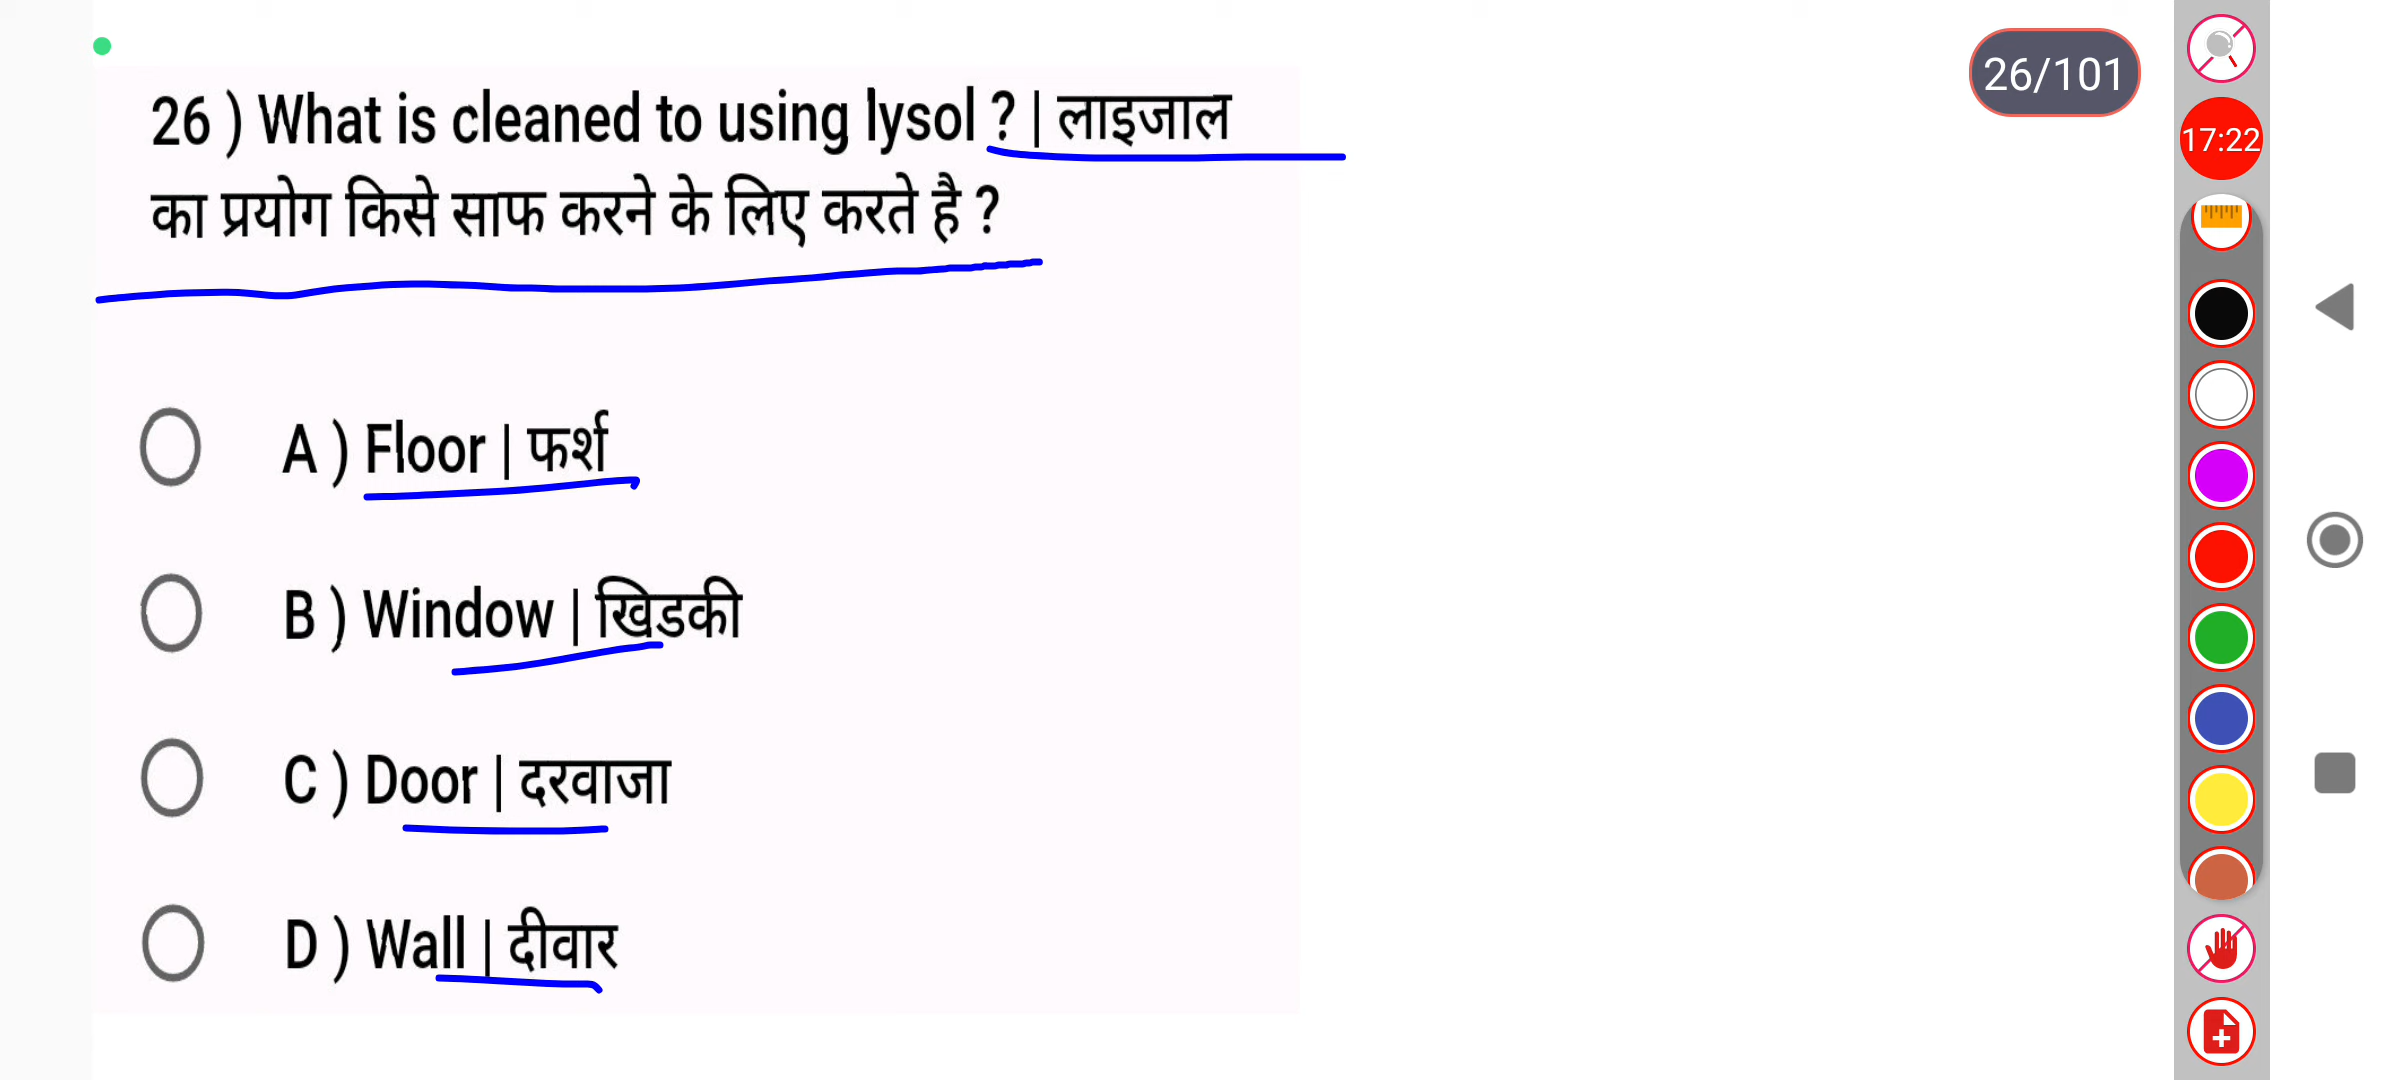 26 ) What is cleaned to using lysol ? | लाइजाल
का प्रयोग किसे साफ करने के लिए करते है ?
A ) Floor | फर्श
B ) Window | खिडकी
C ) Door | दरवाजा
D ) Wall | दीवार
26/101
17:22